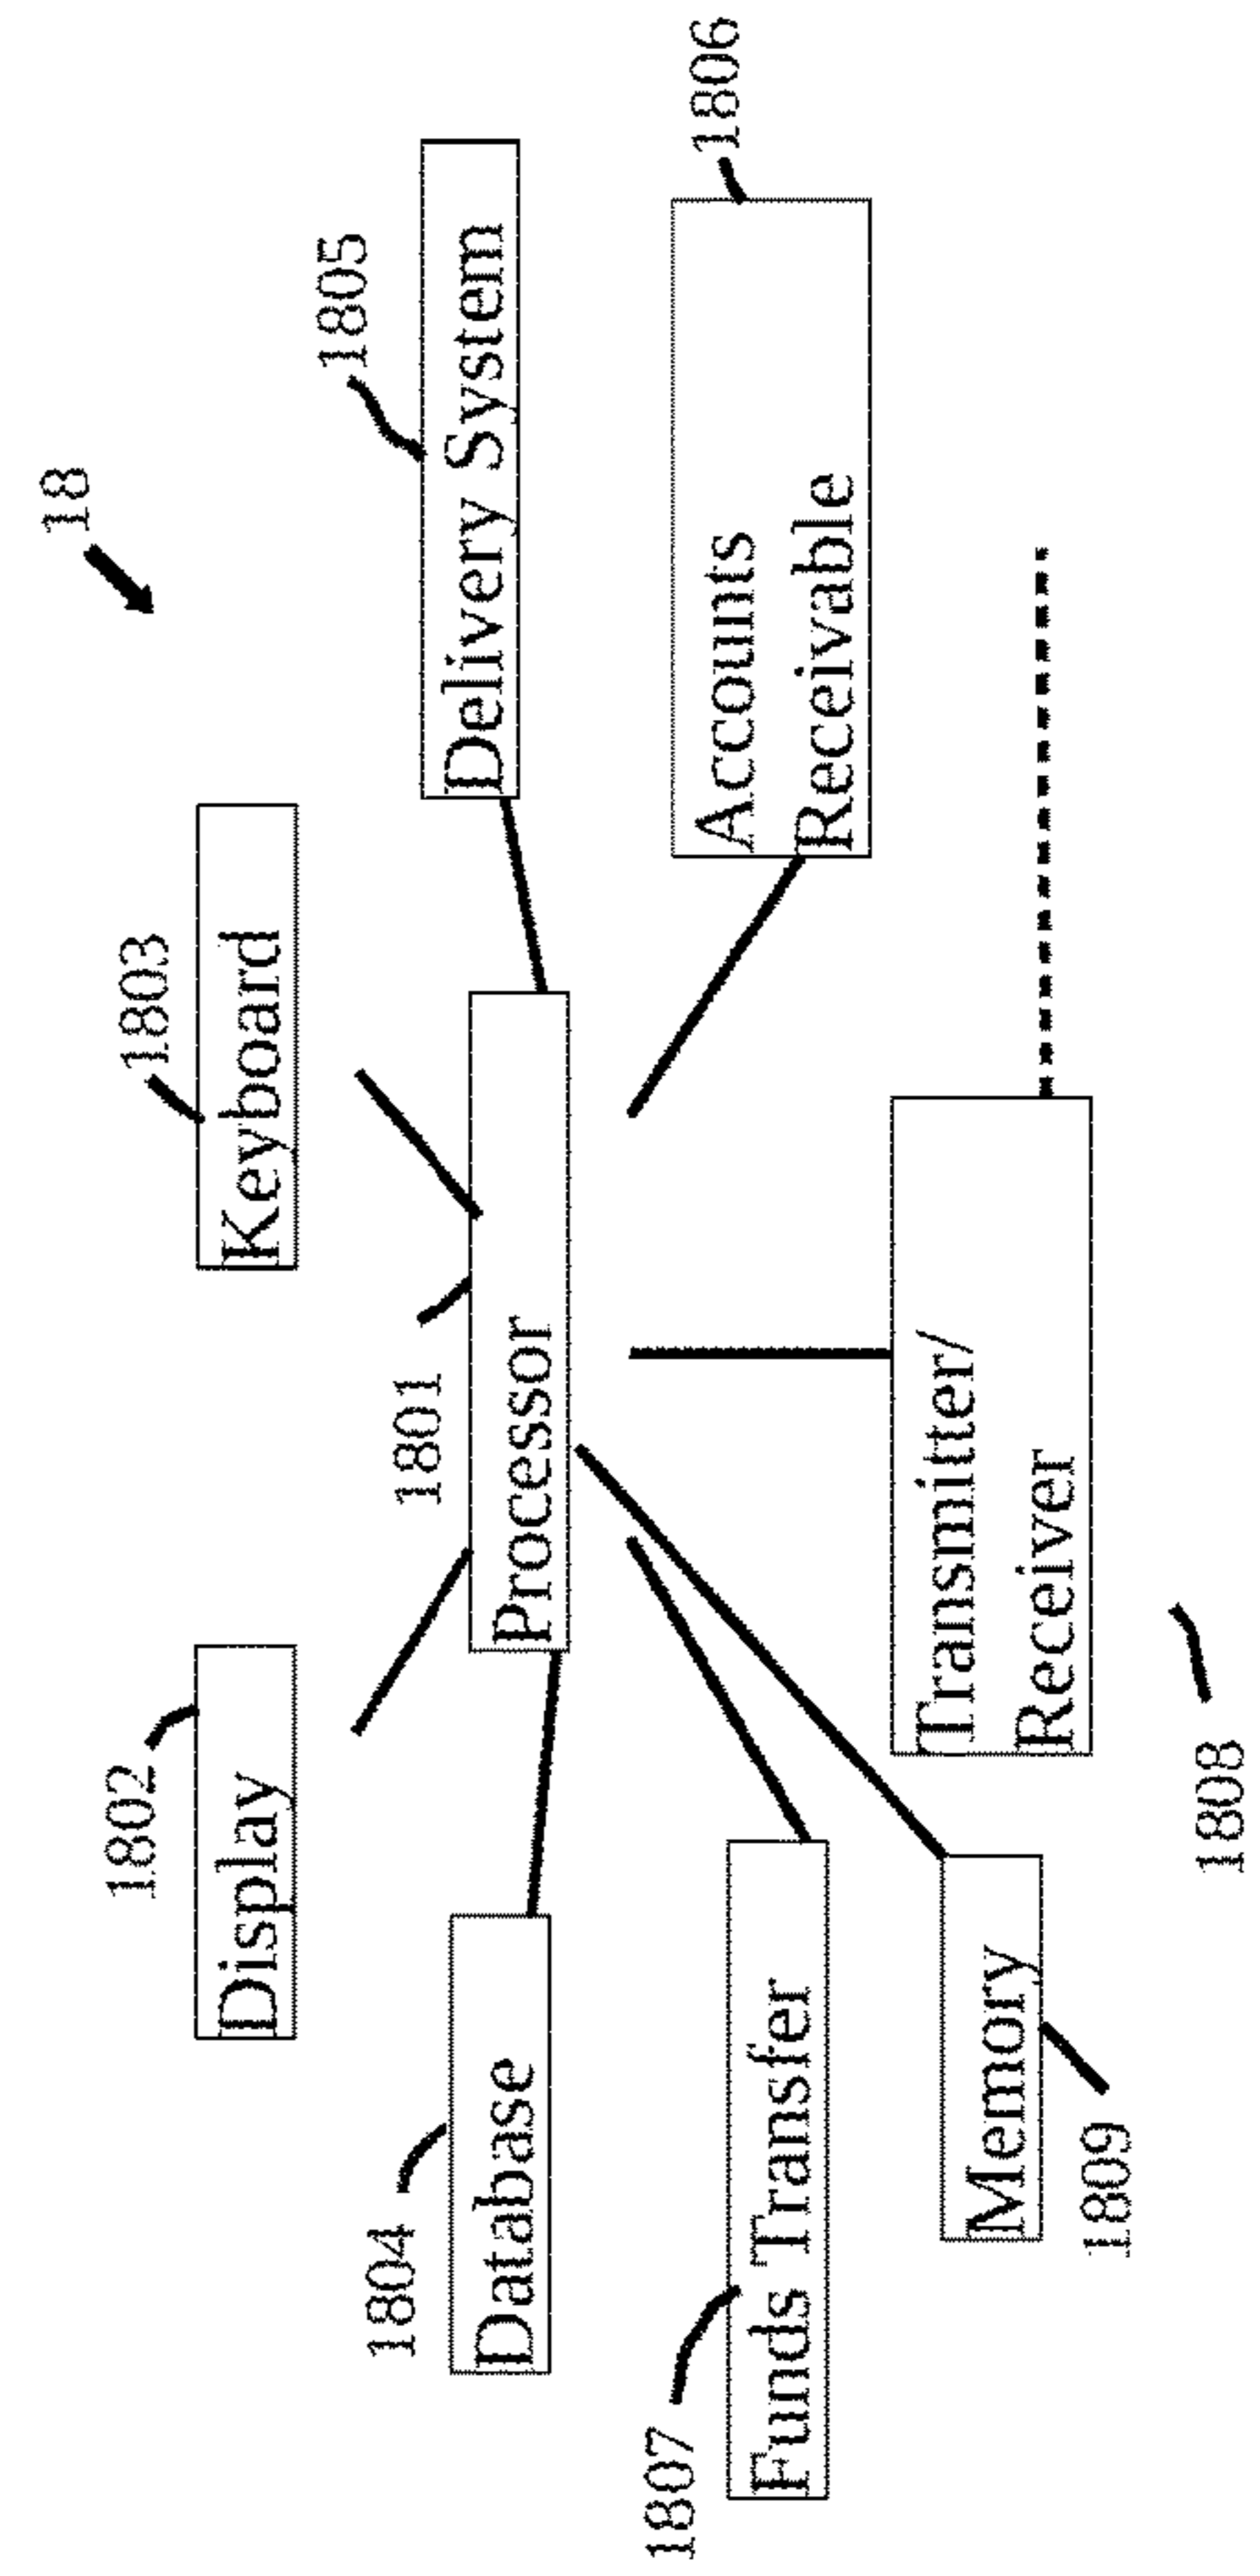 18
1802
1803
Display
Keyboard
1804
1801
1805
Database
Processor
Delivery System
1807
1806
Funds Transfer
Accounts
Receivable
Memory
Transmitter/
Receiver
1809
1808